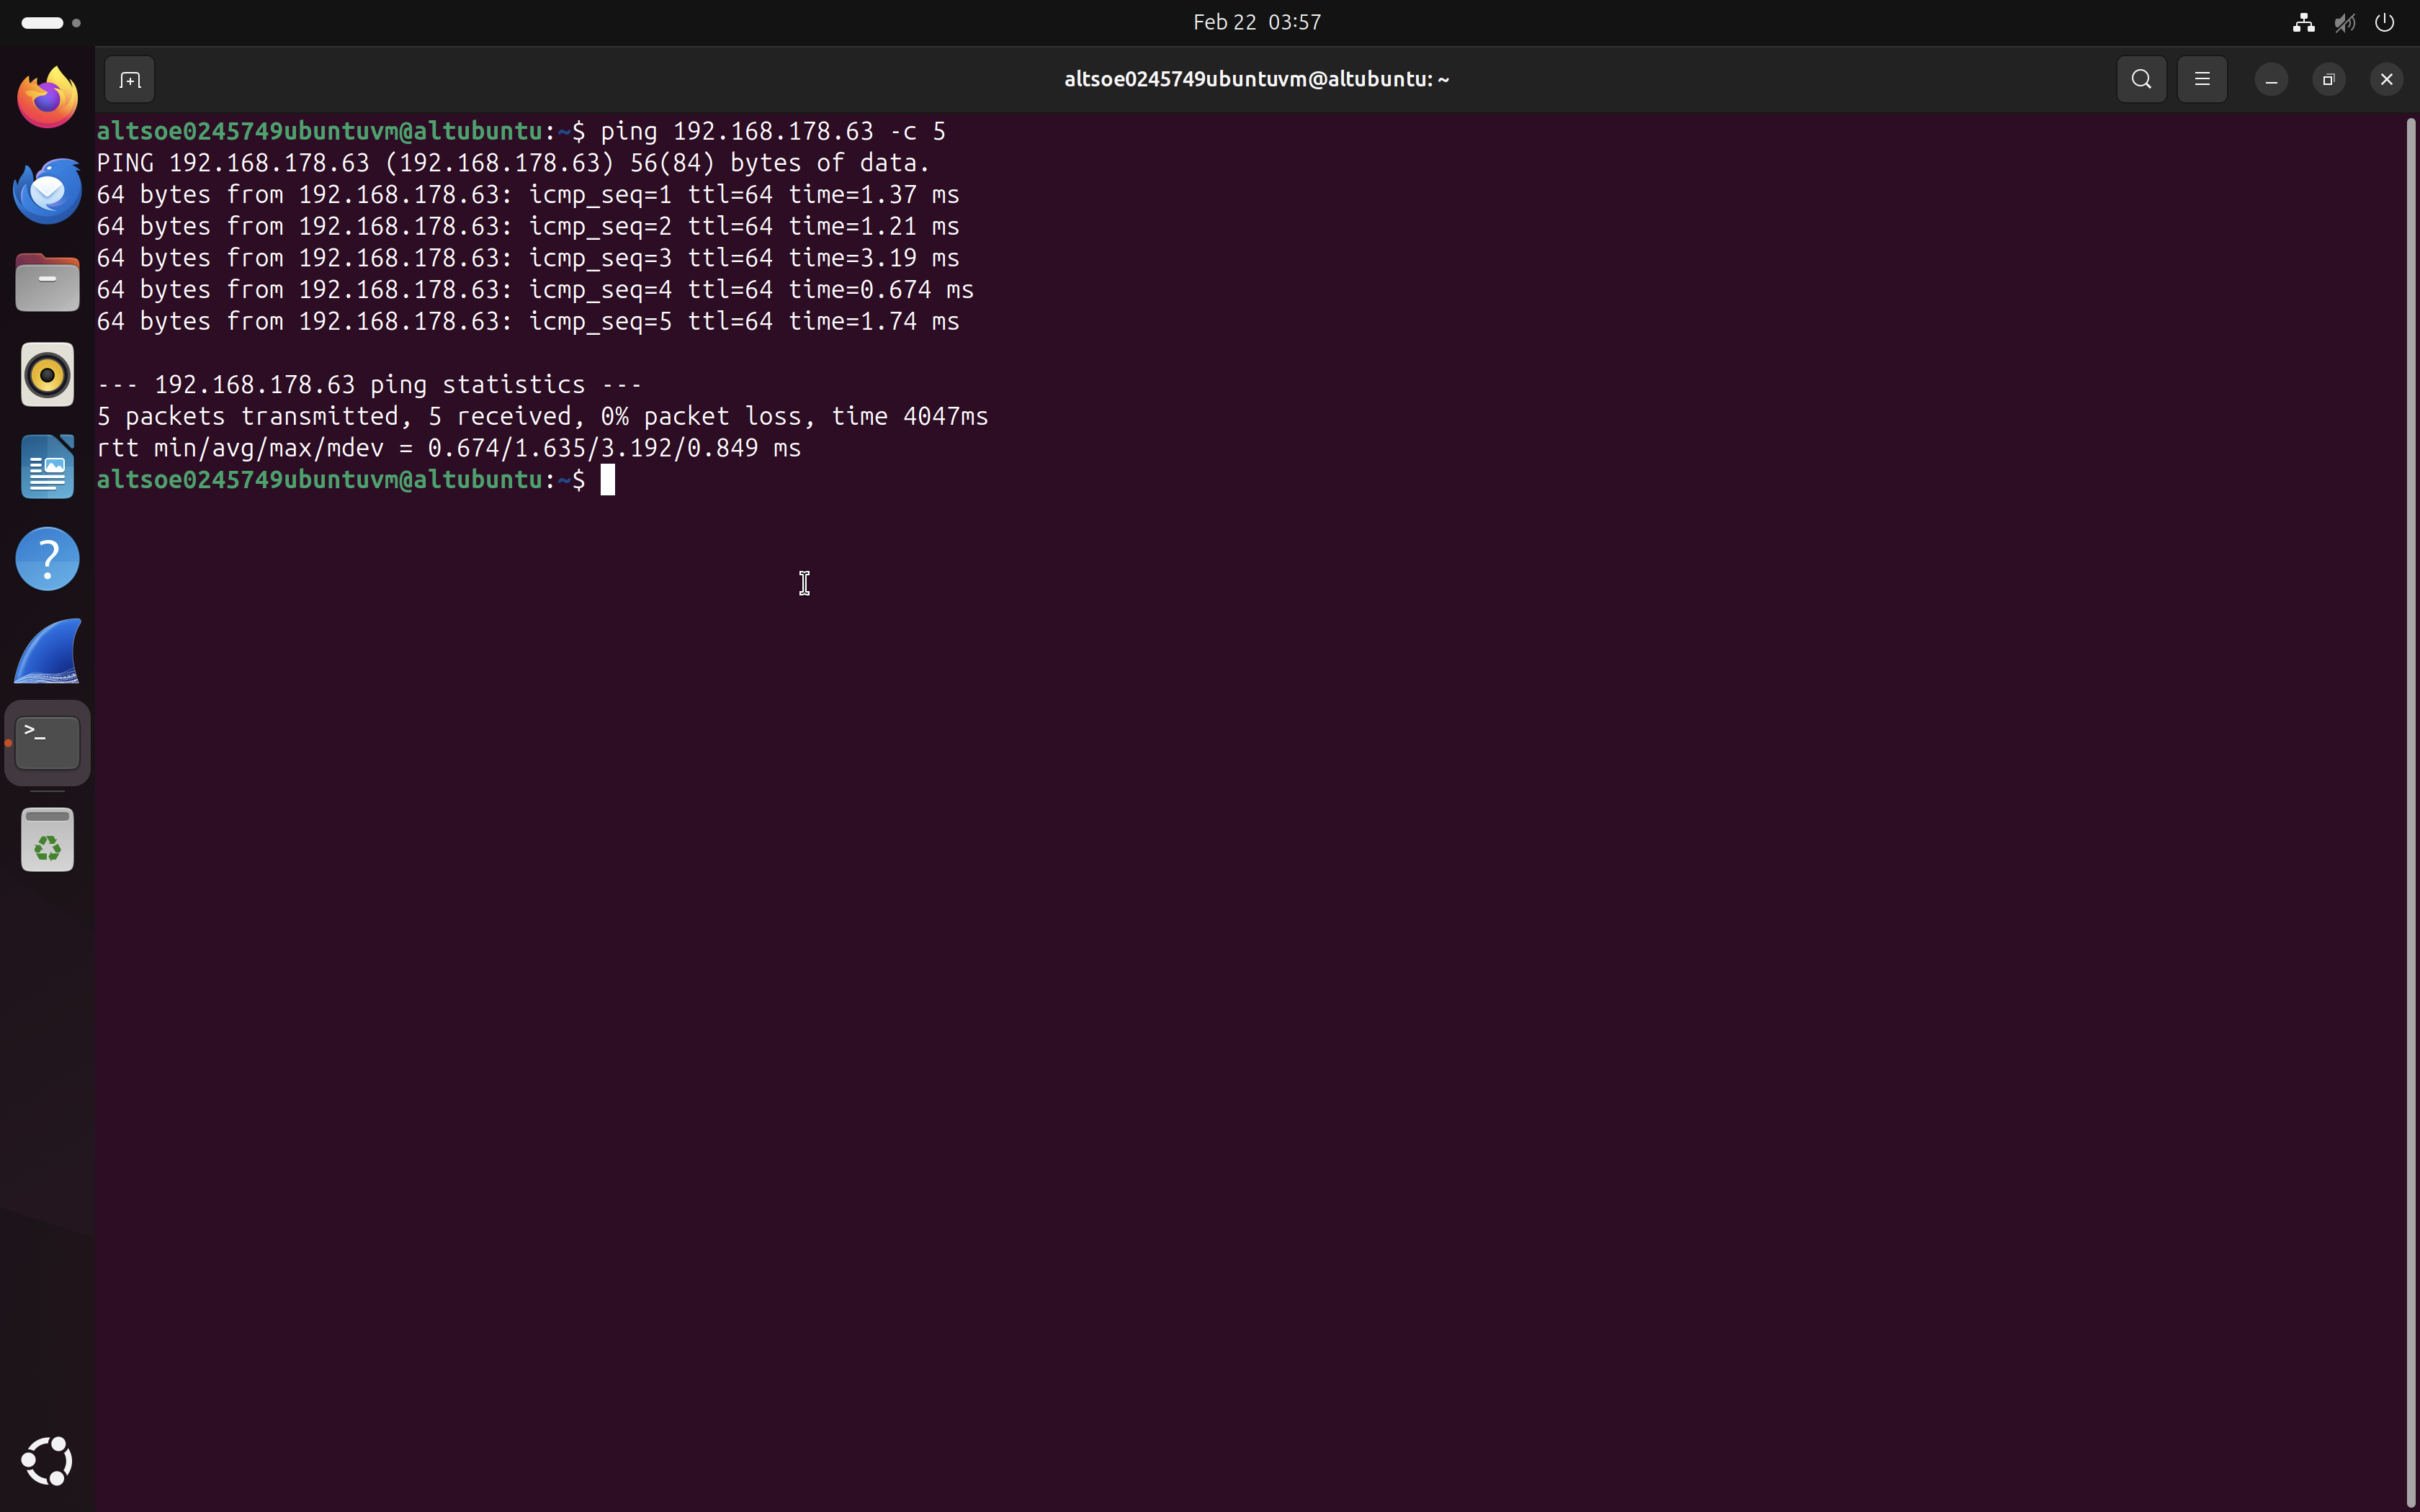 Feb 22 03:57
altsoe0245749ubuntuvm@altubuntu: ~
altsoe0245749ubuntuvm@altubuntu:~$ ping 192.168.178.63 -c 5
PING 192.168.178.63 (192.168.178.63) 56(84) bytes of data.
64 bytes from 192.168.178.63: icmp_seq=1 ttl=64 time=1.37 ms
64 bytes from 192.168.178.63: icmp_seq=2 ttl=64 time=1.21 ms
64 bytes from 192.168.178.63: icmp_seq=3 ttl=64 time=3.19 ms
64 bytes from 192.168.178.63: icmp_seq=4 ttl=64 time=0.674 ms
64 bytes from 192.168.178.63: icmp_seq=5 ttl=64 time=1.74 ms
--- 192.168.178.63 ping statistics ---
5 packets transmitted, 5 received, 0% packet loss, time 4047ms
rtt min/avg/max/mdev = 0.674/1.635/3.192/0.849 ms
altsoe0245749ubuntuvm@altubuntu:~$